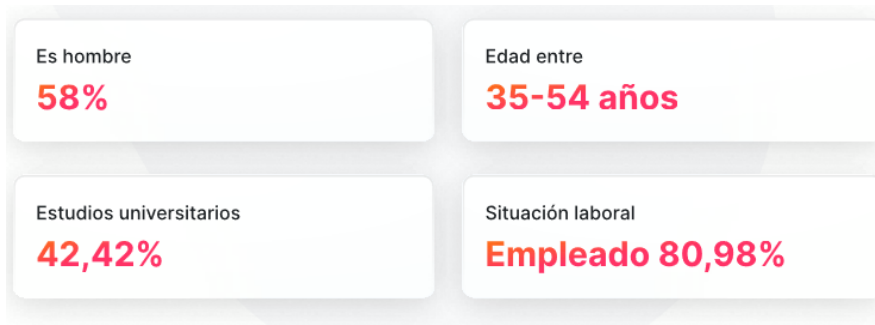 Es hombre
58%
Edad entre
35-54 años
Estudios universitarios
42,42%
Situación laboral
Empleado 80,98%